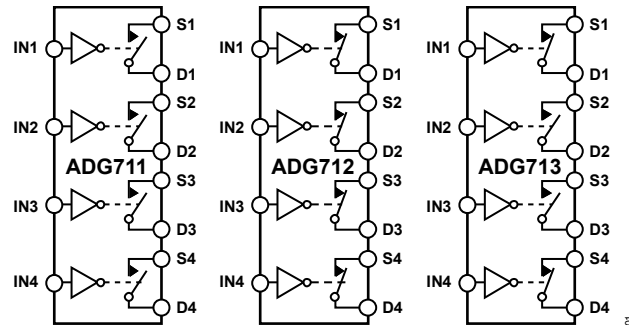 S1
IN1
D1
S2
IN2
D2
ADG711
S3
IN3
D3
S4
IN4
D4
S1
IN1
D1
S2
IN2
D2
ADG712
S3
IN3
D3
S4
IN4
D4
S1
IN1
D1
S2
IN2
D2
ADG713
S3
IN3
D3
S4
IN4
D4